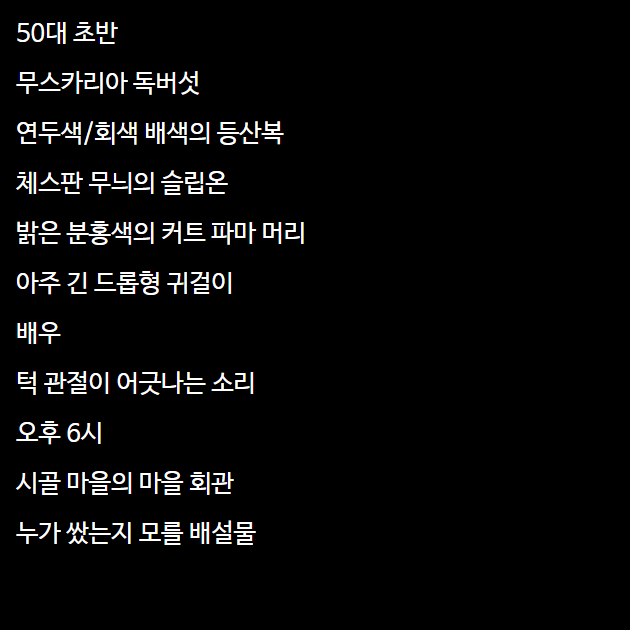 50대 초반
무스카리아 독버섯
연두색/회색 배색의 등산복
체스판 무늬의 슬립온
밝은 분홍색의 커트 파마 머리
아주 긴 드롭형 귀걸이
배우
턱 관절이 어긋나는 소리
오후 6시
시골 마을의 마을 회관
누가 쌌는지 모를 배설물